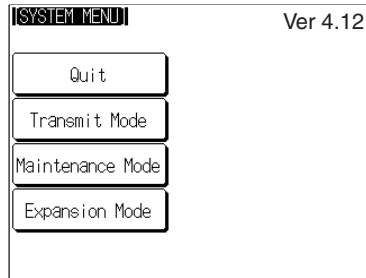 [SYSTEM MENU]
Ver 4.12
Quit
Transmit Mode
Maintenance Mode
Expansion Mode